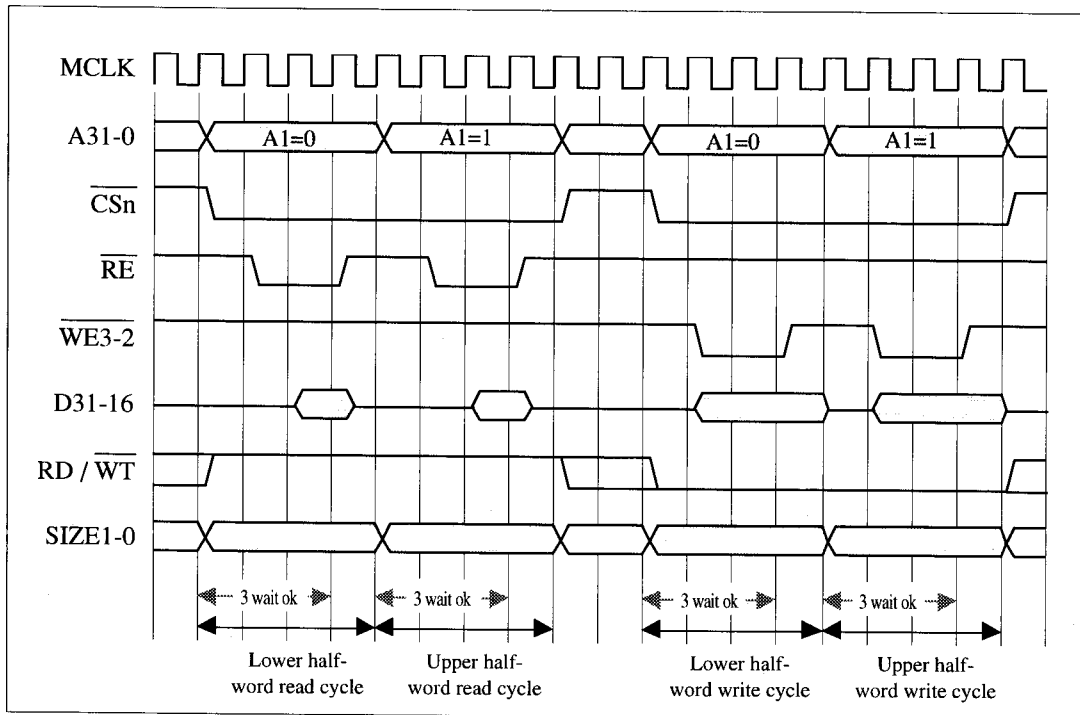 MCLK
A31-0
A1=0
A1=1
A1=0
A1=1
CSn
RE
WE3-2
D31-16
RD / WT
SIZE1-0
3 wait ok
3 wait ok
3 wait ok
3 wait ok
Lower half-
word read cycle
Upper half-
word read cycle
Lower half-
word write cycle
Upper half-
word write cycle